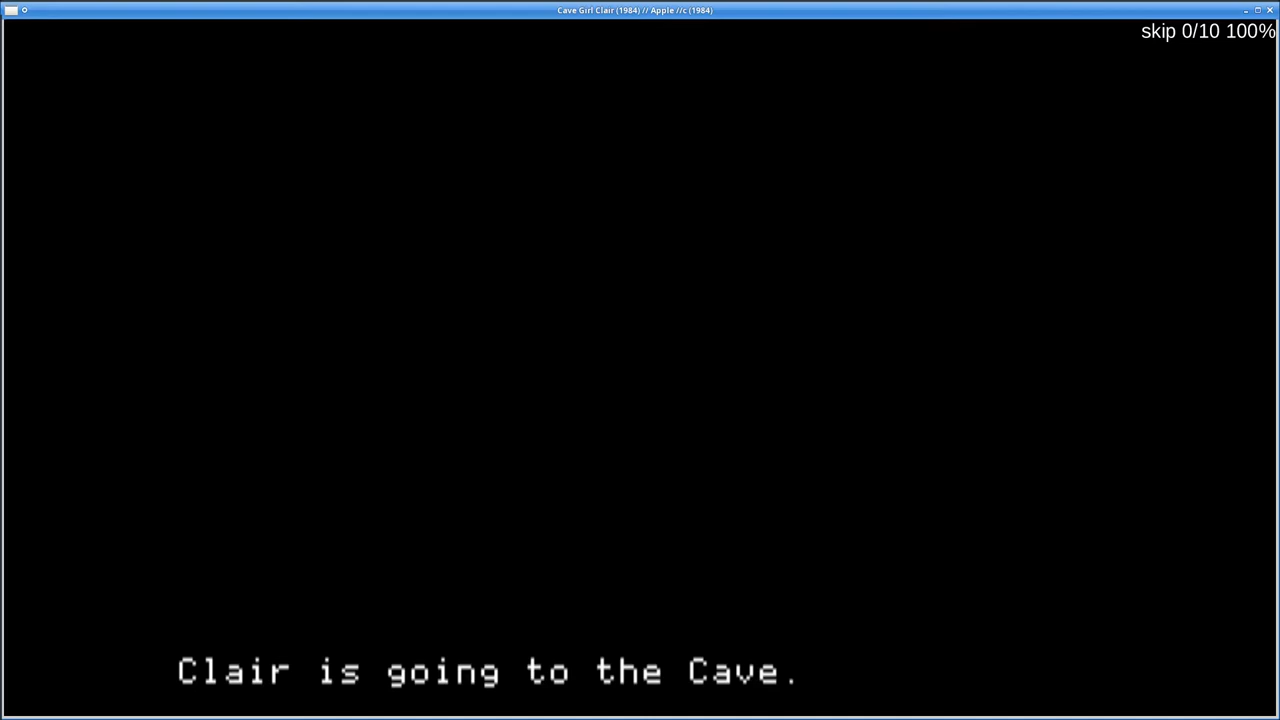 Cave Girl Clair (1984) // Apple //c (1984)
skip 0/10 100%
Clair is going to the Cave.